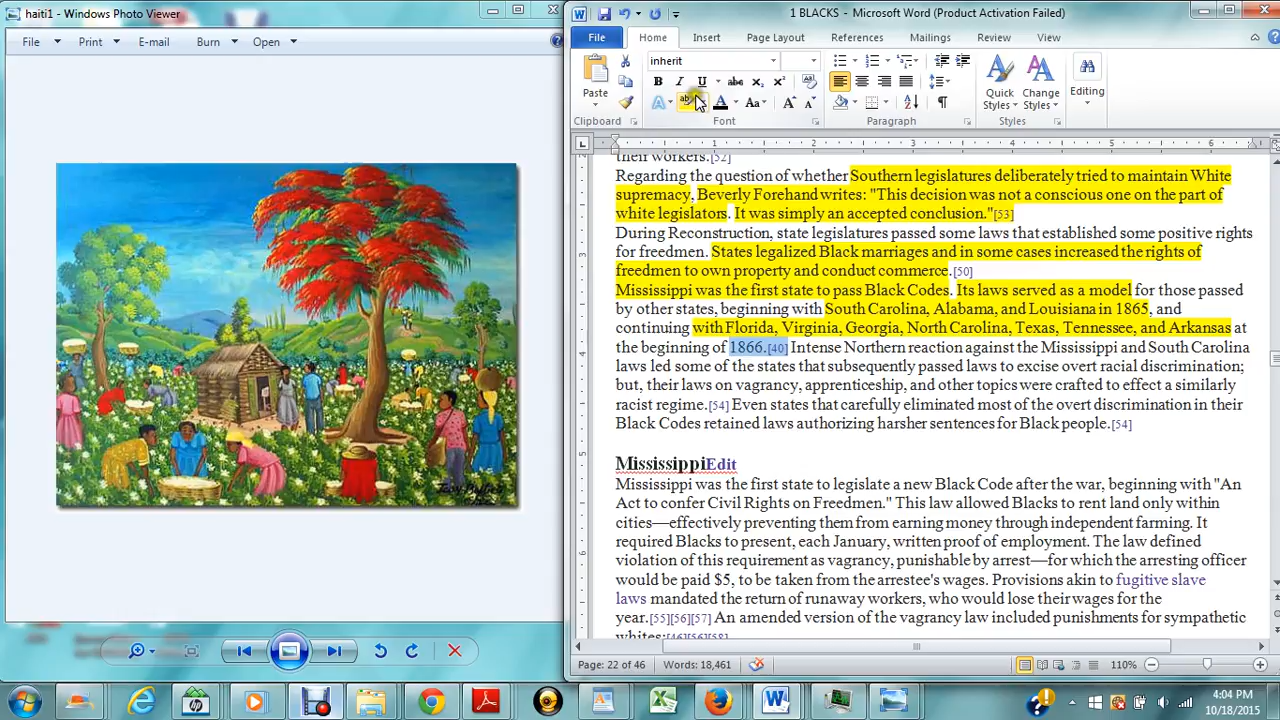 haiti1 - Windows Photo Viewer
File Print E-mail Burn Open
1 BLACKS - Microsoft Word (Product Activation Failed)
File Home Insert Page Layout References Mailings Review View
inherit
Paste
Quick Styles
Change Styles
Editing
Clipboard Font Paragraph Styles
1 2 3 4 5 6
their workers.[52]
Regarding the question of whether Southern legislatures deliberately tried to maintain White
supremacy, Beverly Forehand writes: "This decision was not a conscious one on the part of
white legislators. It was simply an accepted conclusion."[53]
During Reconstruction, state legislatures passed some laws that established some positive rights
for freedmen. States legalized Black marriages and in some cases increased the rights of
freedmen to own property and conduct commerce.[50]
Mississippi was the first state to pass Black Codes. Its laws served as a model for those passed
by other states, beginning with South Carolina, Alabama, and Louisiana in 1865, and
continuing with Florida, Virginia, Georgia, North Carolina, Texas, Tennessee, and Arkansas at
the beginning of 1866.[40] Intense Northern reaction against the Mississippi and South Carolina
laws led some of the states that subsequently passed laws to excise overt racial discrimination;
but, their laws on vagrancy, apprenticeship, and other topics were crafted to effect a similarly
racist regime.[54] Even states that carefully eliminated most of the overt discrimination in their
Black Codes retained laws authorizing harsher sentences for Black people.[54]
MississippiEdit
Mississippi was the first state to legislate a new Black Code after the war, beginning with "An
Act to confer Civil Rights on Freedmen." This law allowed Blacks to rent land only within
cities—effectively preventing them from earning money through independent farming. It
required Blacks to present, each January, written proof of employment. The law defined
violation of this requirement as vagrancy, punishable by arrest—for which the arresting officer
would be paid $5, to be taken from the arrestee's wages. Provisions akin to fugitive slave
laws mandated the return of runaway workers, who would lose their wages for the
year.[55][56][57] An amended version of the vagrancy law included punishments for sympathetic
whites:[46][56][58]
Page: 22 of 46 Words: 18,461 110%
4:04 PM
10/18/2015